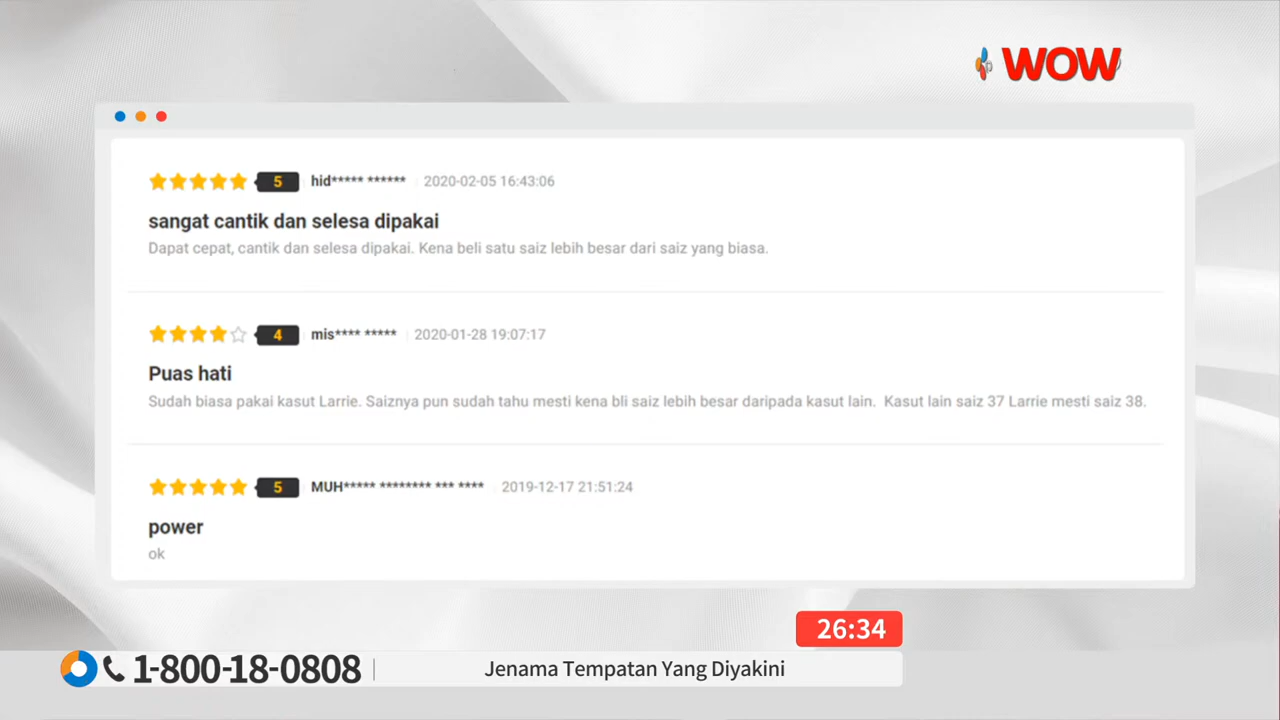 WOW
5 hid***** ****** 2020-02-05 16:43:06
sangat cantik dan selesa dipakai
Dapat cepat, cantik dan selesa dipakai. Kena beli satu saiz lebih besar dari saiz yang biasa.
4 mis**** ***** 2020-01-28 19:07:17
Puas hati
Sudah biasa pakai kasut Larrie. Saiznya pun sudah tahu mesti kena bli saiz lebih besar daripada kasut lain. Kasut lain saiz 37 Larrie mesti saiz 38.
5 MUH***** ******** *** **** 2019-12-17 21:51:24
power
ok
26:34
1-800-18-0808
Jenama Tempatan Yang Diyakini